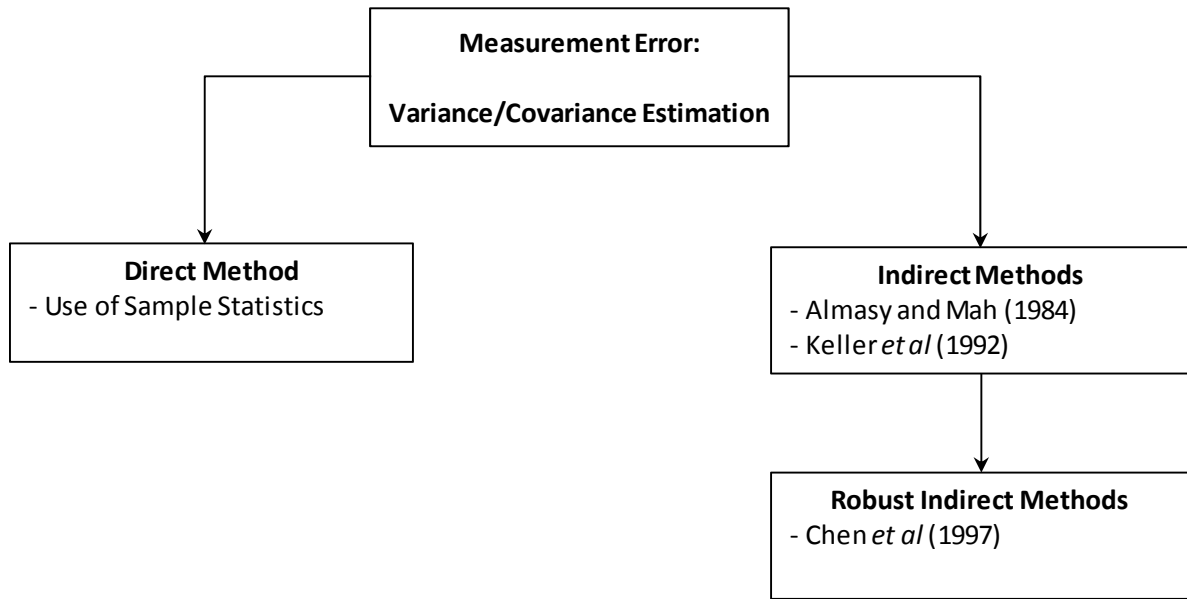 Measurement Error:
Variance/Covariance Estimation
Direct Method
- Use of Sample Statistics
Indirect Methods
- Almasy and Mah (1984)
- Keller et al (1992)
Robust Indirect Methods
- Chen et al (1997)